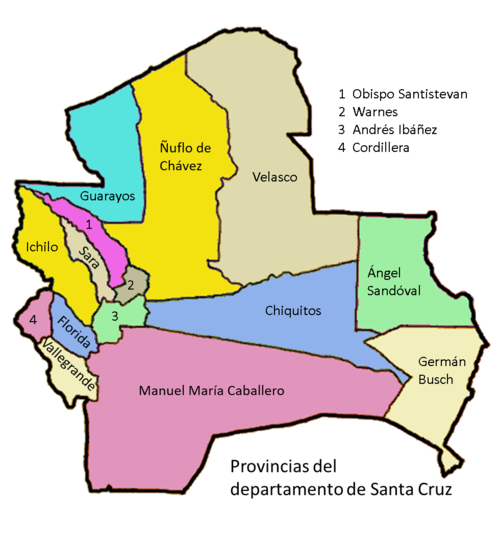 1 Obispo Santistevan
2 Warnes
3 Andrés Ibáñez
4 Cordillera
Ñuflo de
Chávez
Velasco
Guarayos
1
Ichilo
Sara
2
Ángel
Sandóval
Chiquitos
3
4
Florida
Vallegrande
Germán
Busch
Manuel María Caballero
Provincias del
departamento de Santa Cruz